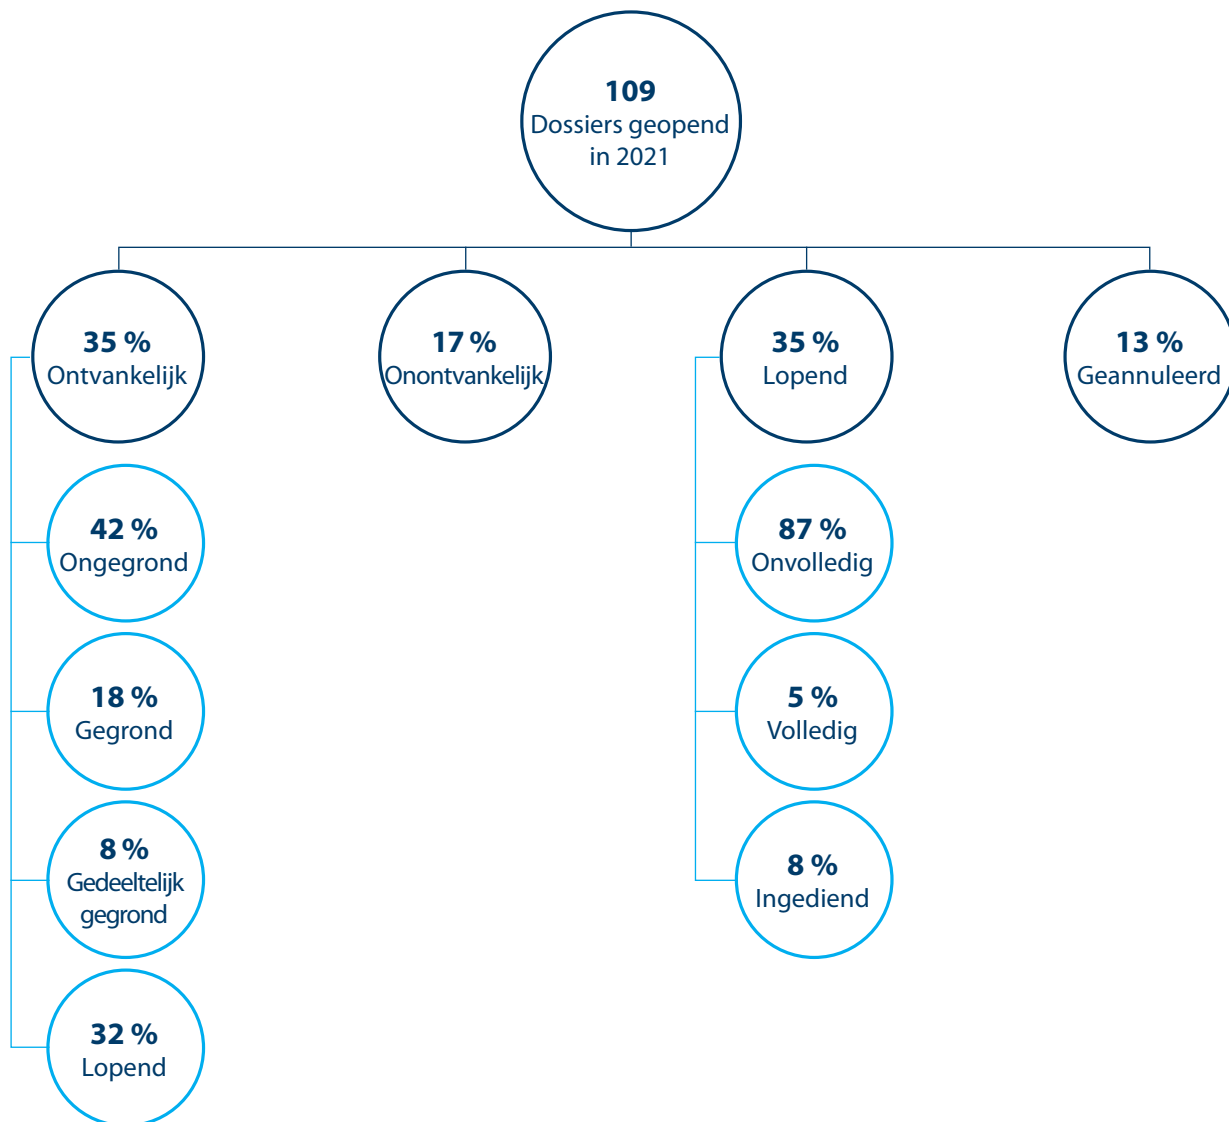 109
Dossiers geopend
in 2021
35 %
Ontvankelijk
17 %
Onontvankelijk
35 %
Lopend
13 %
Geannuleerd
42 %
Ongegrond
18 %
Gegrond
8 %
Gedeeltelijk
gegrond
32 %
Lopend
87 %
Onvolledig
5 %
Volledig
8 %
Ingediend